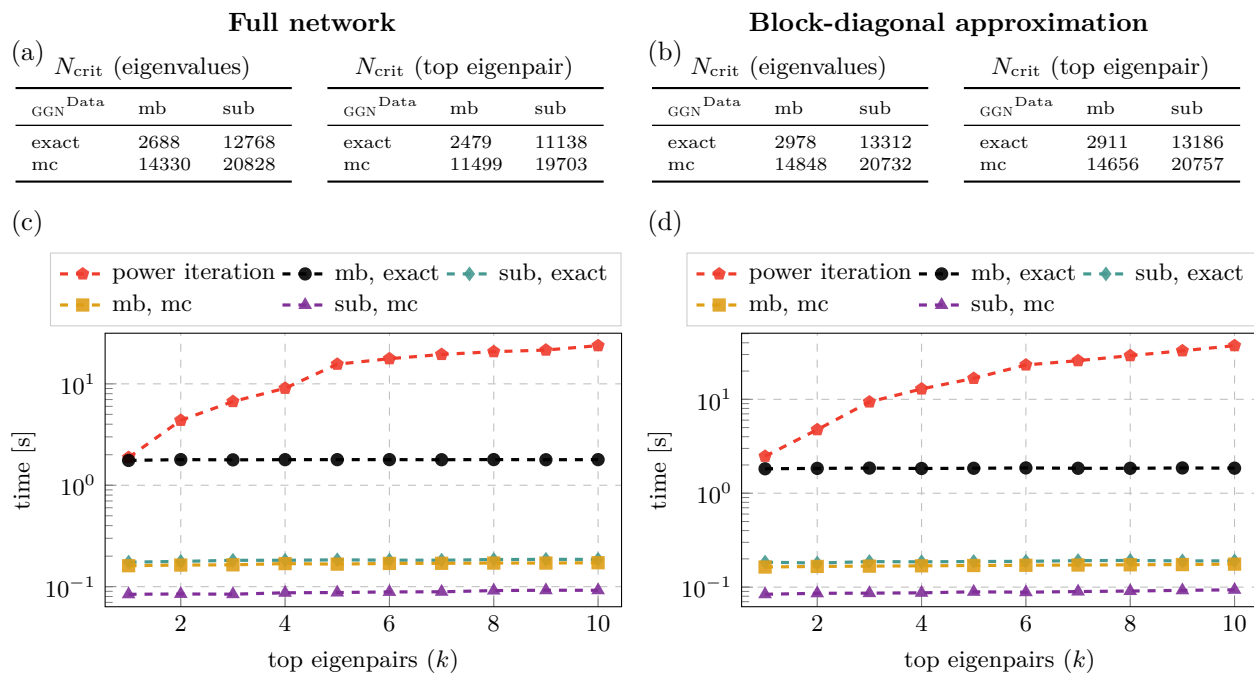 Full network
Block-diagonal approximation
(a)
N_crit (eigenvalues)
GGN^Data mb sub
exact 2688 12768
mc 14330 20828
N_crit (top eigenpair)
GGN^Data mb sub
exact 2479 11138
mc 11499 19703
(b)
N_crit (eigenvalues)
GGN^Data mb sub
exact 2978 13312
mc 14848 20732
N_crit (top eigenpair)
GGN^Data mb sub
exact 2911 13186
mc 14656 20757
(c)
power iteration mb, exact sub, exact
mb, mc sub, mc
time [s]
10^1
10^0
10^−1
2 4 6 8 10
top eigenpairs (k)
(d)
power iteration mb, exact sub, exact
mb, mc sub, mc
time [s]
10^1
10^0
10^−1
2 4 6 8 10
top eigenpairs (k)